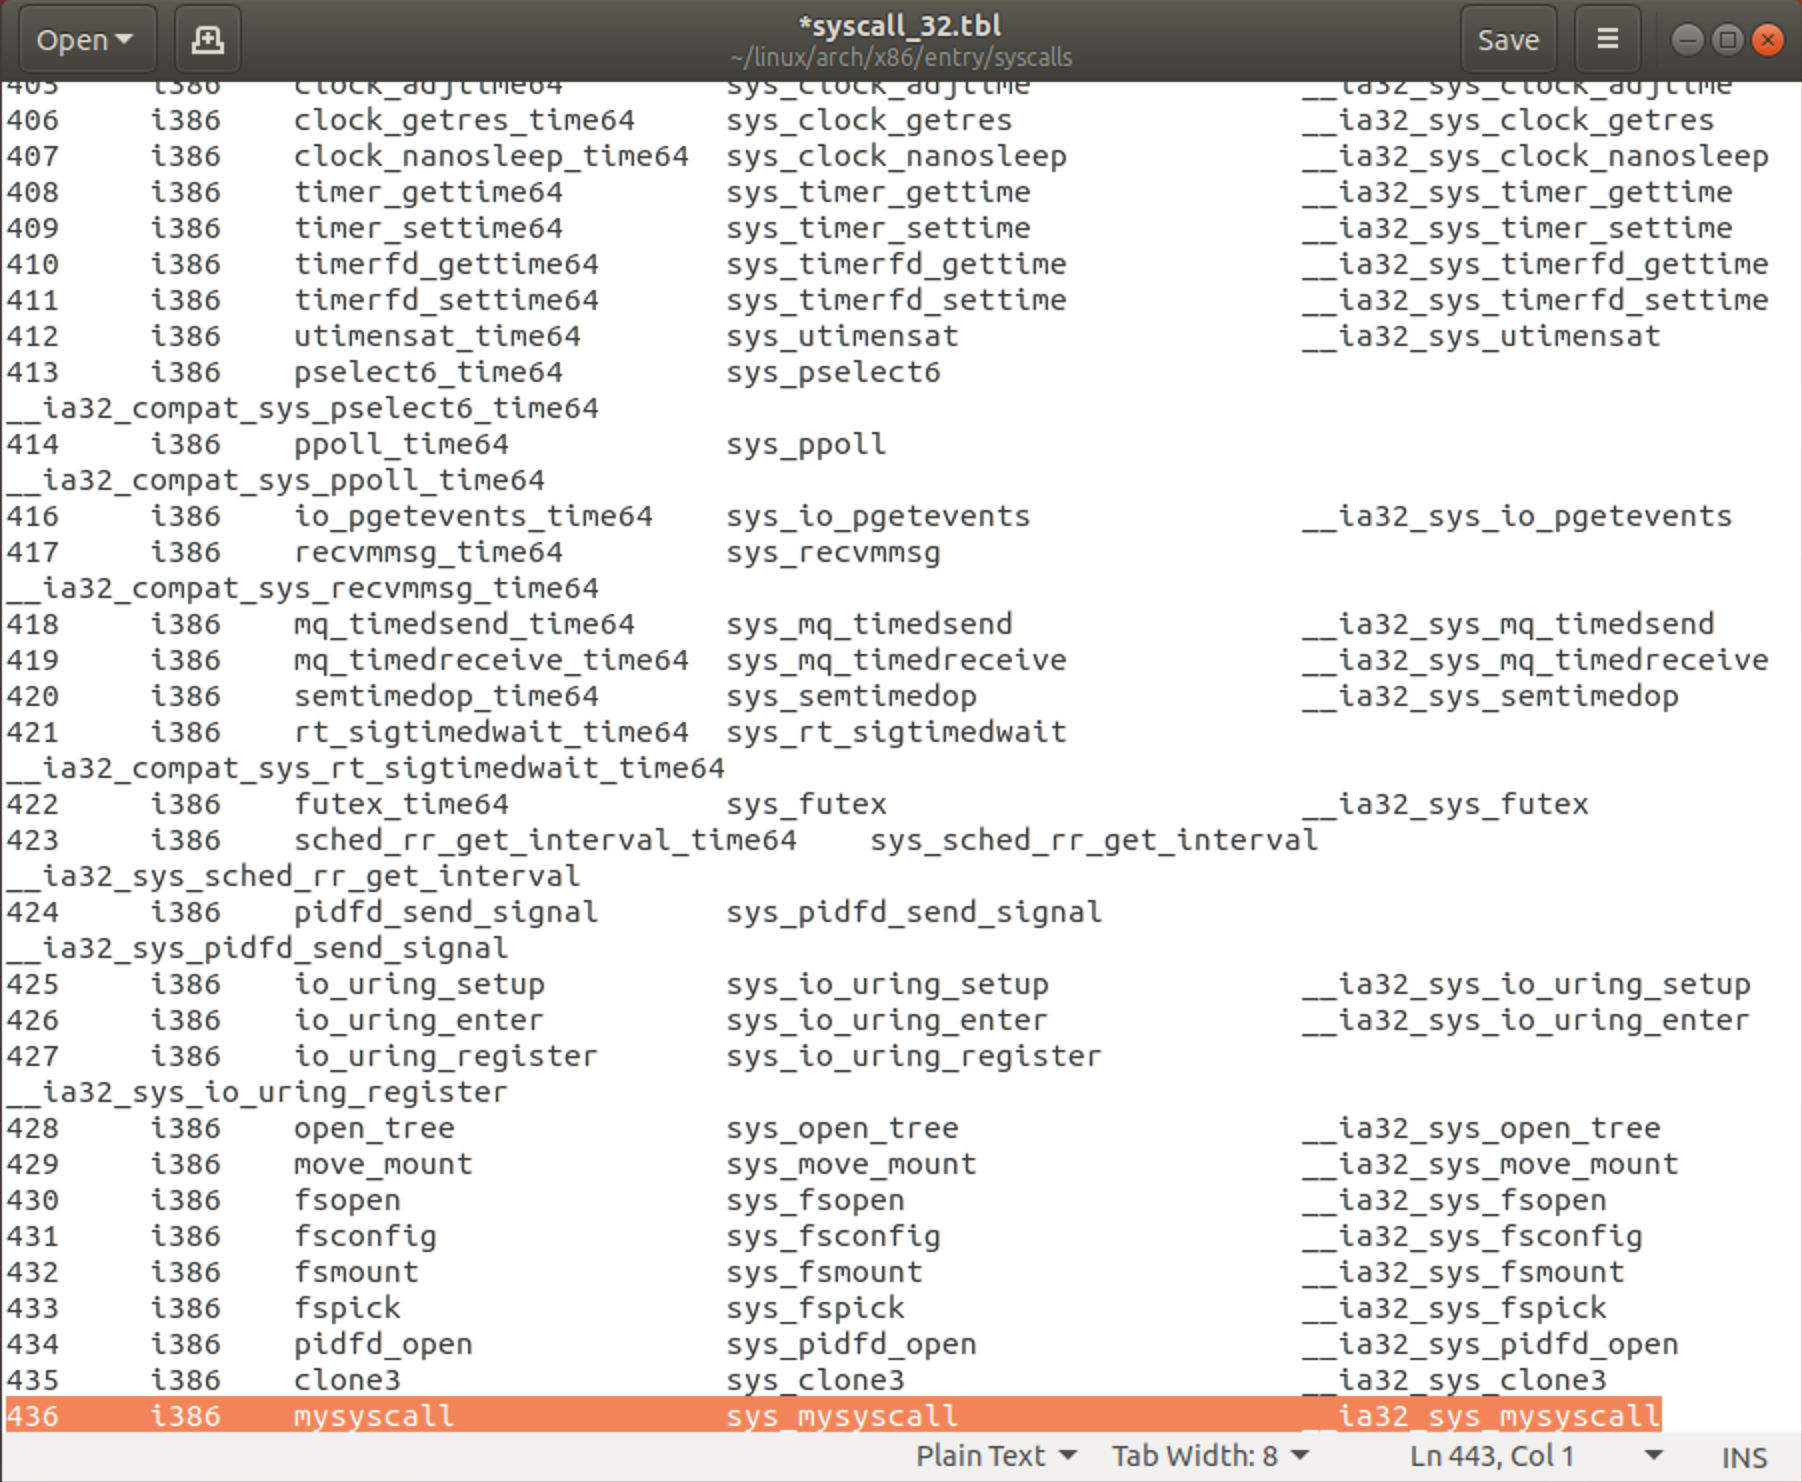 Open
*syscall_32.tbl
~/linux/arch/x86/entry/syscalls
Save
405 i386 clock_adjtime64 sys_clock_adjtime __ia32_sys_clock_adjtime
406 i386 clock_getres_time64 sys_clock_getres __ia32_sys_clock_getres
407 i386 clock_nanosleep_time64 sys_clock_nanosleep __ia32_sys_clock_nanosleep
408 i386 timer_gettime64 sys_timer_gettime __ia32_sys_timer_gettime
409 i386 timer_settime64 sys_timer_settime __ia32_sys_timer_settime
410 i386 timerfd_gettime64 sys_timerfd_gettime __ia32_sys_timerfd_gettime
411 i386 timerfd_settime64 sys_timerfd_settime __ia32_sys_timerfd_settime
412 i386 utimensat_time64 sys_utimensat __ia32_sys_utimensat
413 i386 pselect6_time64 sys_pselect6
__ia32_compat_sys_pselect6_time64
414 i386 ppoll_time64 sys_ppoll
__ia32_compat_sys_ppoll_time64
416 i386 io_pgetevents_time64 sys_io_pgetevents __ia32_sys_io_pgetevents
417 i386 recvmmsg_time64 sys_recvmmsg
__ia32_compat_sys_recvmmsg_time64
418 i386 mq_timedsend_time64 sys_mq_timedsend __ia32_sys_mq_timedsend
419 i386 mq_timedreceive_time64 sys_mq_timedreceive __ia32_sys_mq_timedreceive
420 i386 semtimedop_time64 sys_semtimedop __ia32_sys_semtimedop
421 i386 rt_sigtimedwait_time64 sys_rt_sigtimedwait
__ia32_compat_sys_rt_sigtimedwait_time64
422 i386 futex_time64 sys_futex __ia32_sys_futex
423 i386 sched_rr_get_interval_time64 sys_sched_rr_get_interval
__ia32_sys_sched_rr_get_interval
424 i386 pidfd_send_signal sys_pidfd_send_signal
__ia32_sys_pidfd_send_signal
425 i386 io_uring_setup sys_io_uring_setup __ia32_sys_io_uring_setup
426 i386 io_uring_enter sys_io_uring_enter __ia32_sys_io_uring_enter
427 i386 io_uring_register sys_io_uring_register
__ia32_sys_io_uring_register
428 i386 open_tree sys_open_tree __ia32_sys_open_tree
429 i386 move_mount sys_move_mount __ia32_sys_move_mount
430 i386 fsopen sys_fsopen __ia32_sys_fsopen
431 i386 fsconfig sys_fsconfig __ia32_sys_fsconfig
432 i386 fsmount sys_fsmount __ia32_sys_fsmount
433 i386 fspick sys_fspick __ia32_sys_fspick
434 i386 pidfd_open sys_pidfd_open __ia32_sys_pidfd_open
435 i386 clone3 sys_clone3 __ia32_sys_clone3
436 i386 mysyscall sys_mysyscall __ia32_sys_mysyscall
Plain Text Tab Width: 8 Ln 443, Col 1 INS